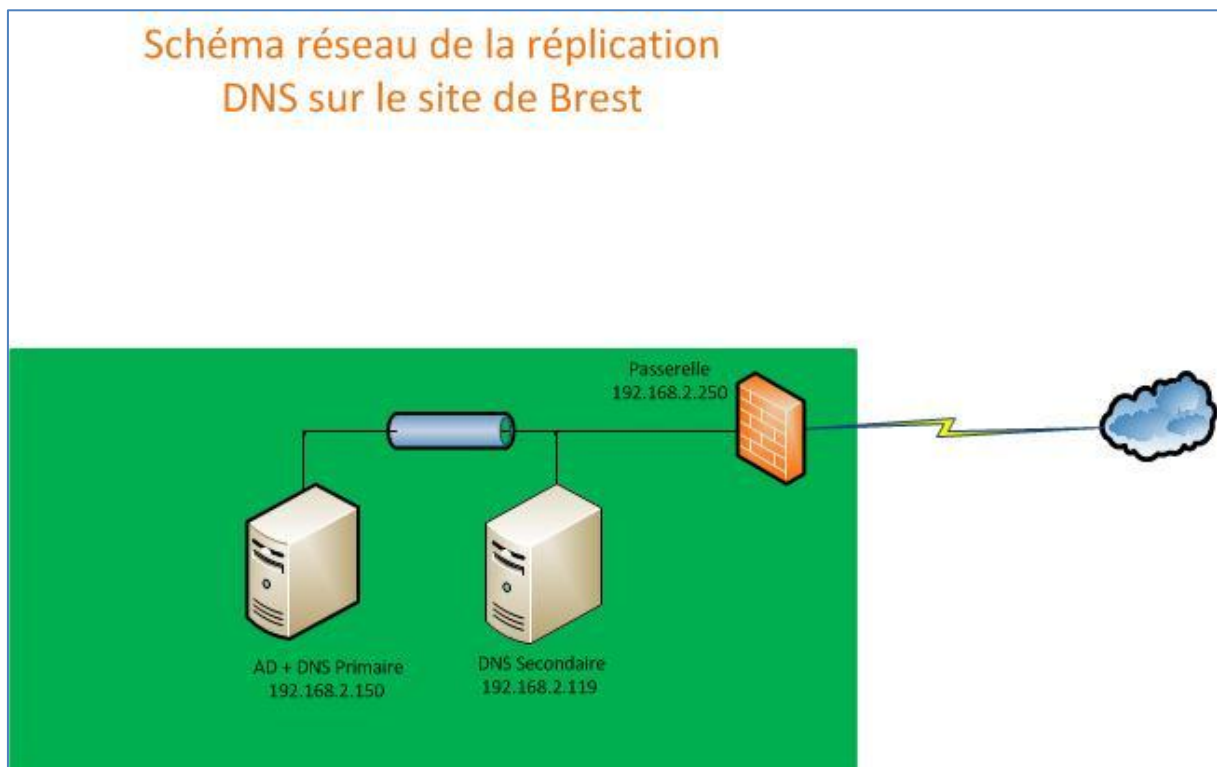 Schéma réseau de la réplication
DNS sur le site de Brest
Passerelle
192.168.2.250
AD + DNS Primaire
192.168.2.150
DNS Secondaire
192.168.2.119